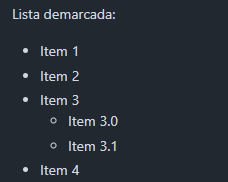 Lista demarcada:
Item 1
Item 2
Item 3
Item 3.0
Item 3.1
Item 4